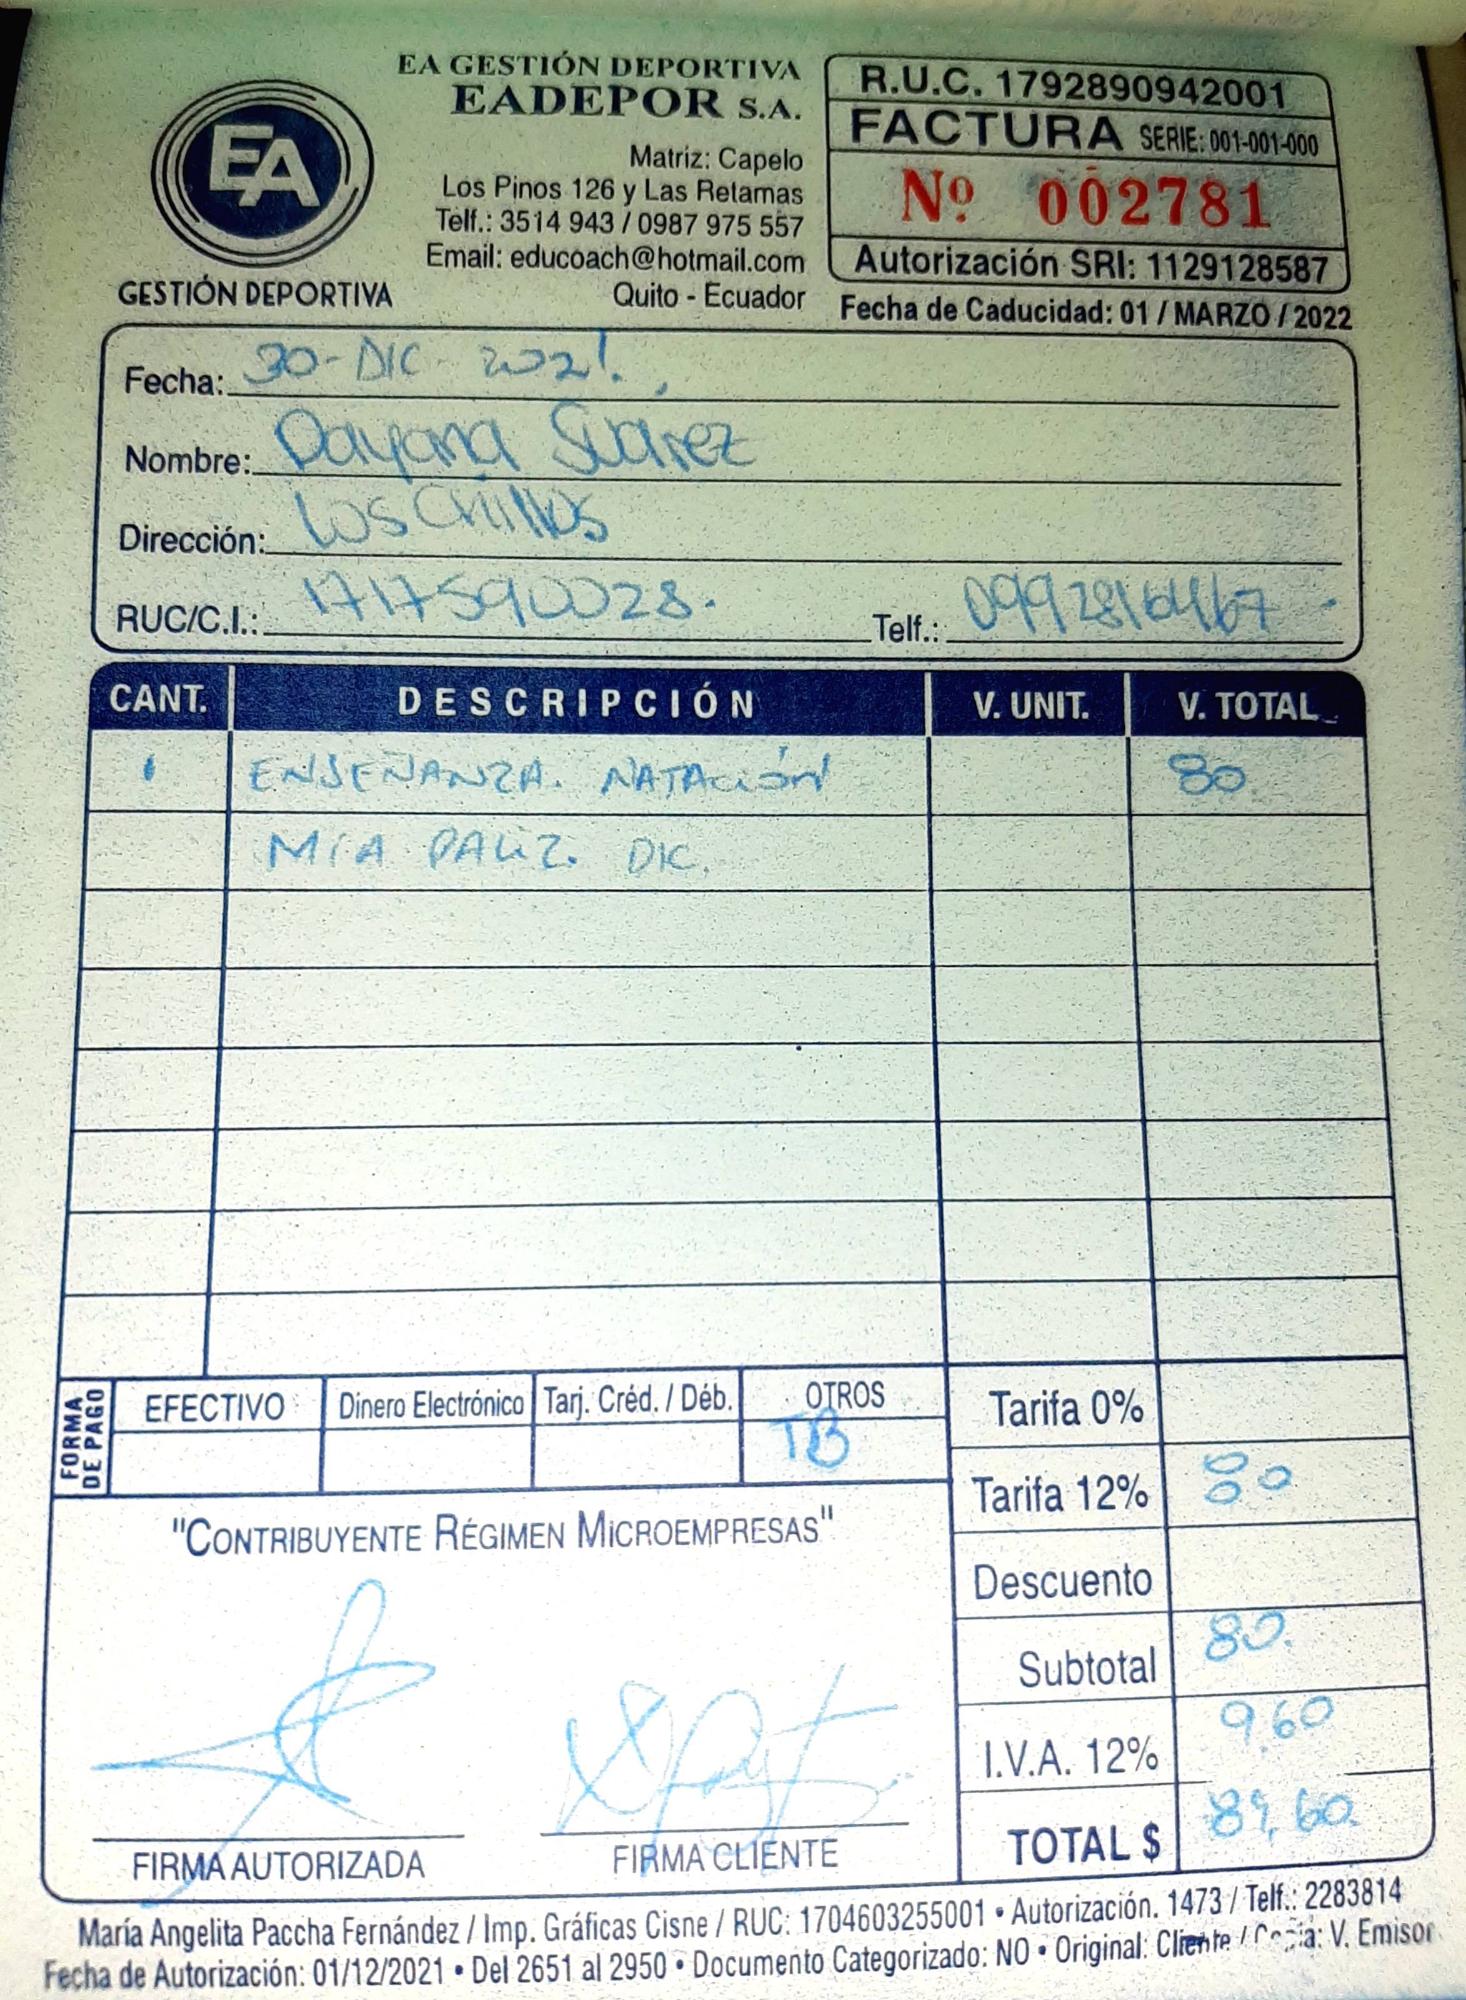 EA GESTIÓN DEPORTIVA
EADEPOR S.A.
Matriz: Capelo
Los Pinos 126 y Las Retamas
Telf.: 3514 943 / 0987 975 557
Email: educoach@hotmail.com
Quito - Ecuador
EA
GESTIÓN DEPORTIVA
R.U.C. 1792890942001
FACTURA SERIE: 001-001-000
Nº 002781
Autorización SRI: 1129128587
Fecha de Caducidad: 01 / MARZO / 2022
Fecha: 30-DIC-2021.
Nombre: Dayana Suárez
Dirección: Los Chillos
RUC/C.I.: 1717590028. Telf.:
CANT. DESCRIPCIÓN V. UNIT. V. TOTAL
1 ENSEÑANZA. NATACIÓN 80
MIA DIC.
FORMA DE PAGO
EFECTIVO Dinero Electrónico Tarj. Créd. / Déb. OTROS
TB
Tarifa 0%
Tarifa 12% 80
Descuento
Subtotal 80.
I.V.A. 12% 9,60
TOTAL $ 89,60
"CONTRIBUYENTE RÉGIMEN MICROEMPRESAS"
FIRMA AUTORIZADA FIRMA CLIENTE
María Angelita Paccha Fernández / Imp. Gráficas Cisne / RUC: 1704603255001 • Autorización. 1473 / Telf.: 2283814
Fecha de Autorización: 01/12/2021 • Del 2651 al 2950 • Documento Categorizado: NO • Original: Cliente / Copia: V. Emisor